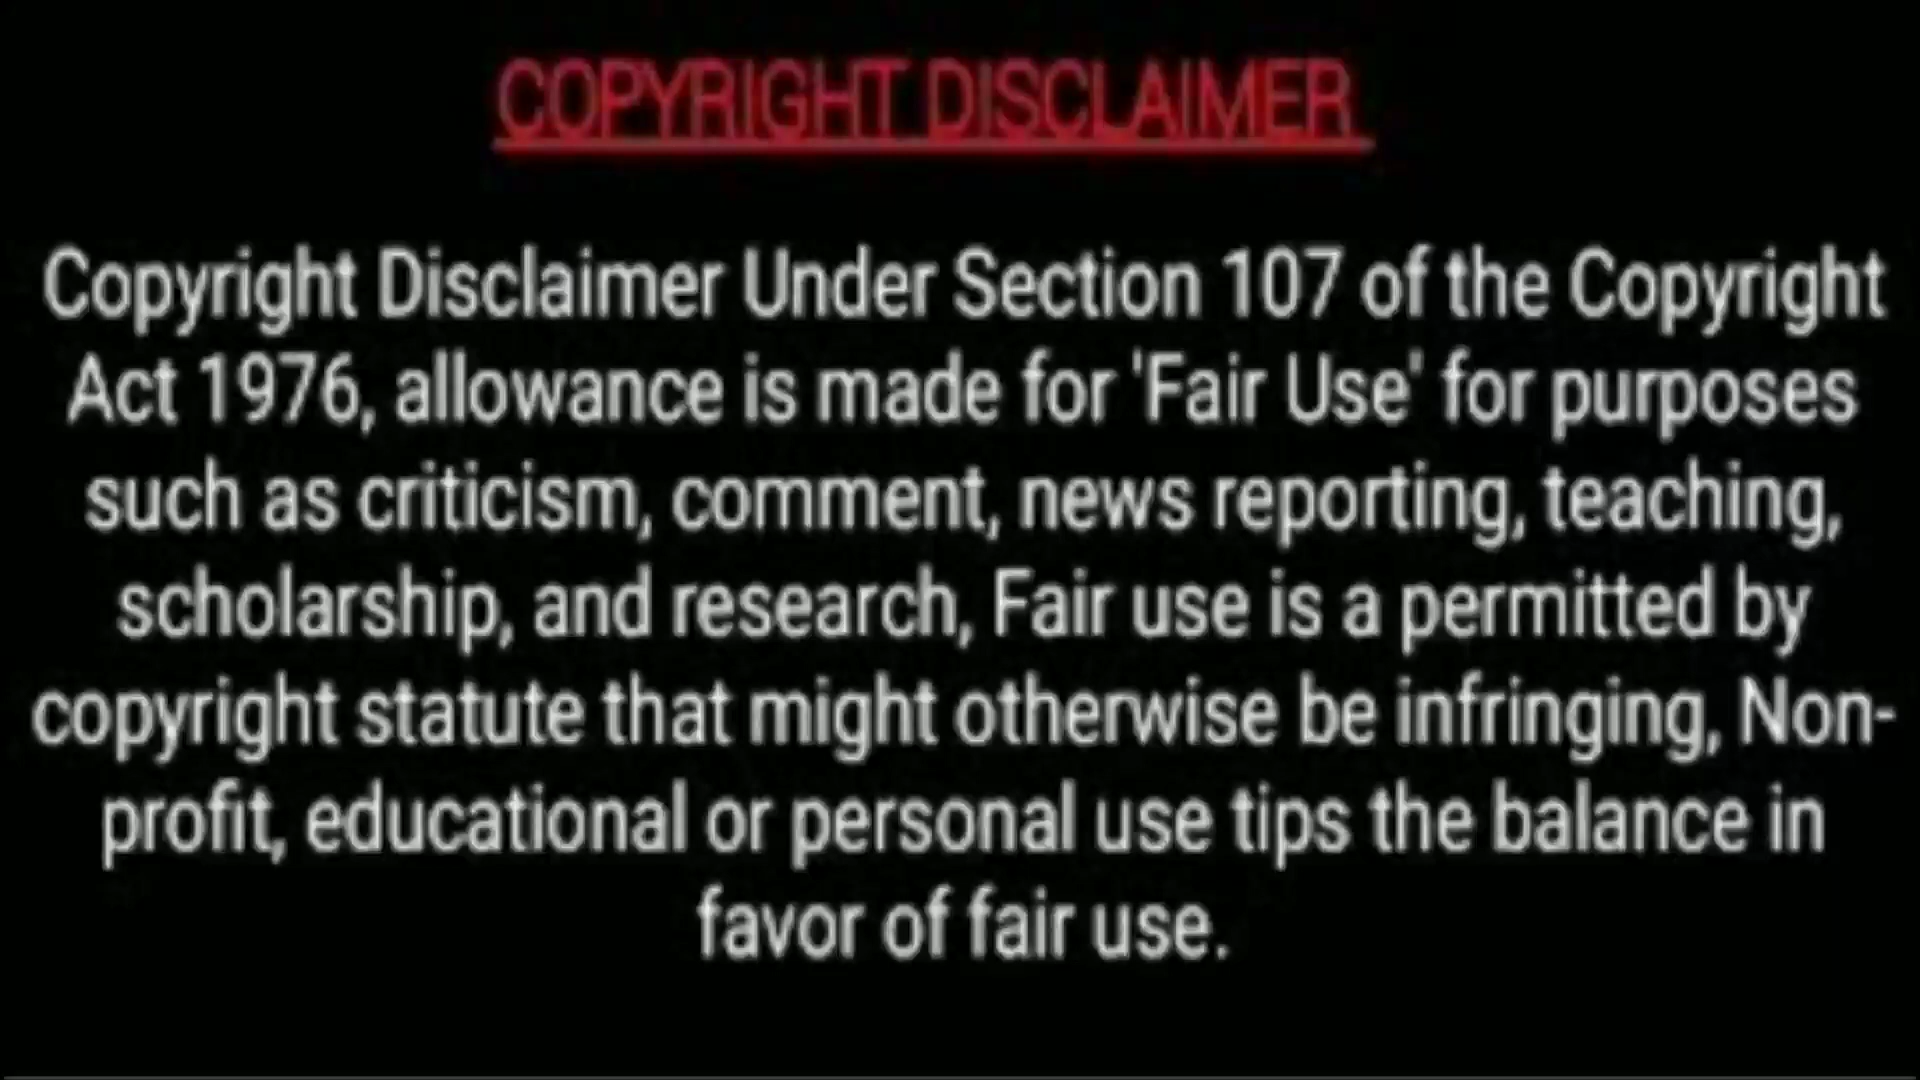 COPYRIGHT DISCLAIMER
Copyright Disclaimer Under Section 107 of the Copyright
Act 1976, allowance is made for 'Fair Use' for purposes
such as criticism, comment, news reporting, teaching,
scholarship, and research, Fair use is a permitted by
copyright statute that might otherwise be infringing, Non-
profit, educational or personal use tips the balance in
favor of fair use.